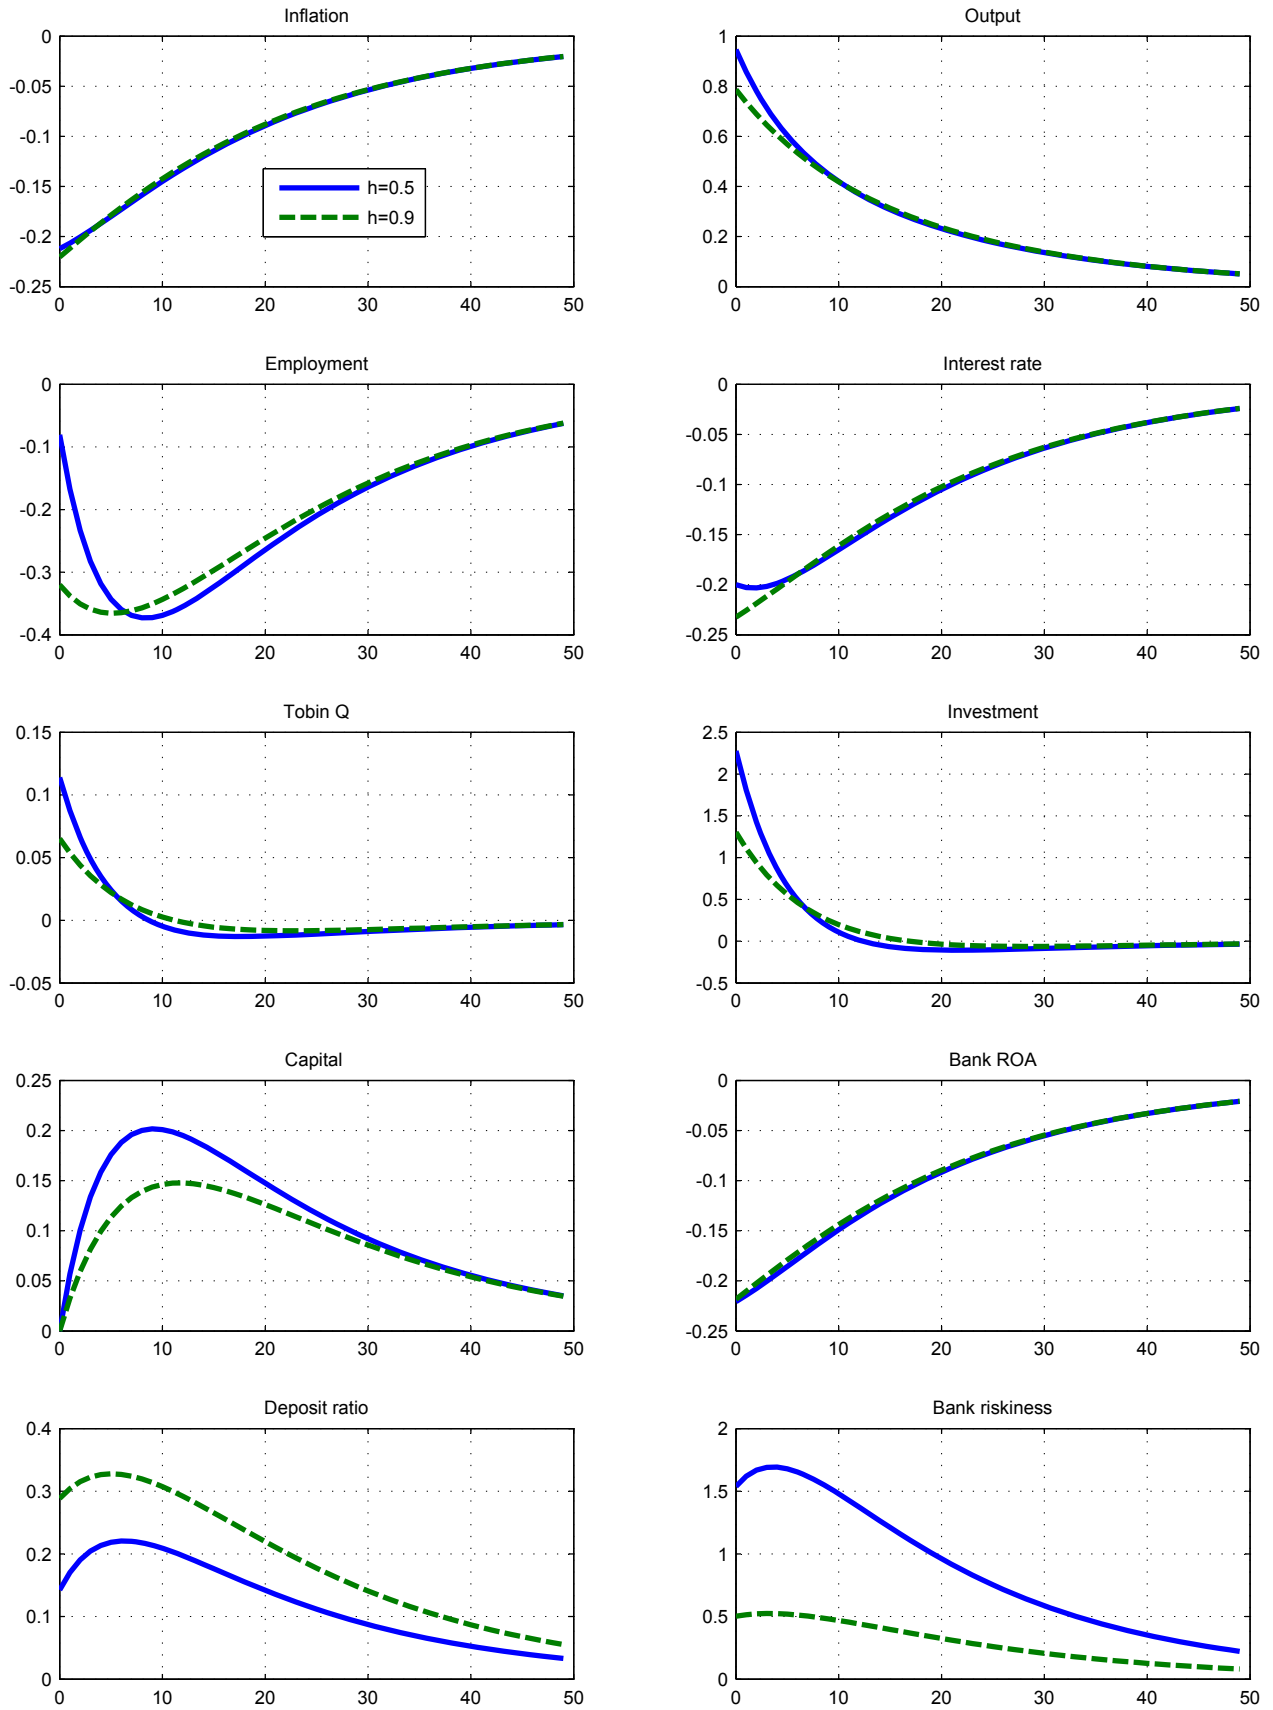 Inflation
0
-0.05
-0.1
-0.15
-0.2
-0.25
h=0.5
h=0.9
0 10 20 30 40 50
Output
1
0.8
0.6
0.4
0.2
0
0 10 20 30 40 50
Employment
0
-0.1
-0.2
-0.3
-0.4
0 10 20 30 40 50
Interest rate
0
-0.05
-0.1
-0.15
-0.2
-0.25
0 10 20 30 40 50
Tobin Q
0.15
0.1
0.05
0
-0.05
0 10 20 30 40 50
Investment
2.5
2
1.5
1
0.5
0
-0.5
0 10 20 30 40 50
Capital
0.25
0.2
0.15
0.1
0.05
0
0 10 20 30 40 50
Bank ROA
0
-0.05
-0.1
-0.15
-0.2
-0.25
0 10 20 30 40 50
Deposit ratio
0.4
0.3
0.2
0.1
0
0 10 20 30 40 50
Bank riskiness
2
1.5
1
0.5
0
0 10 20 30 40 50